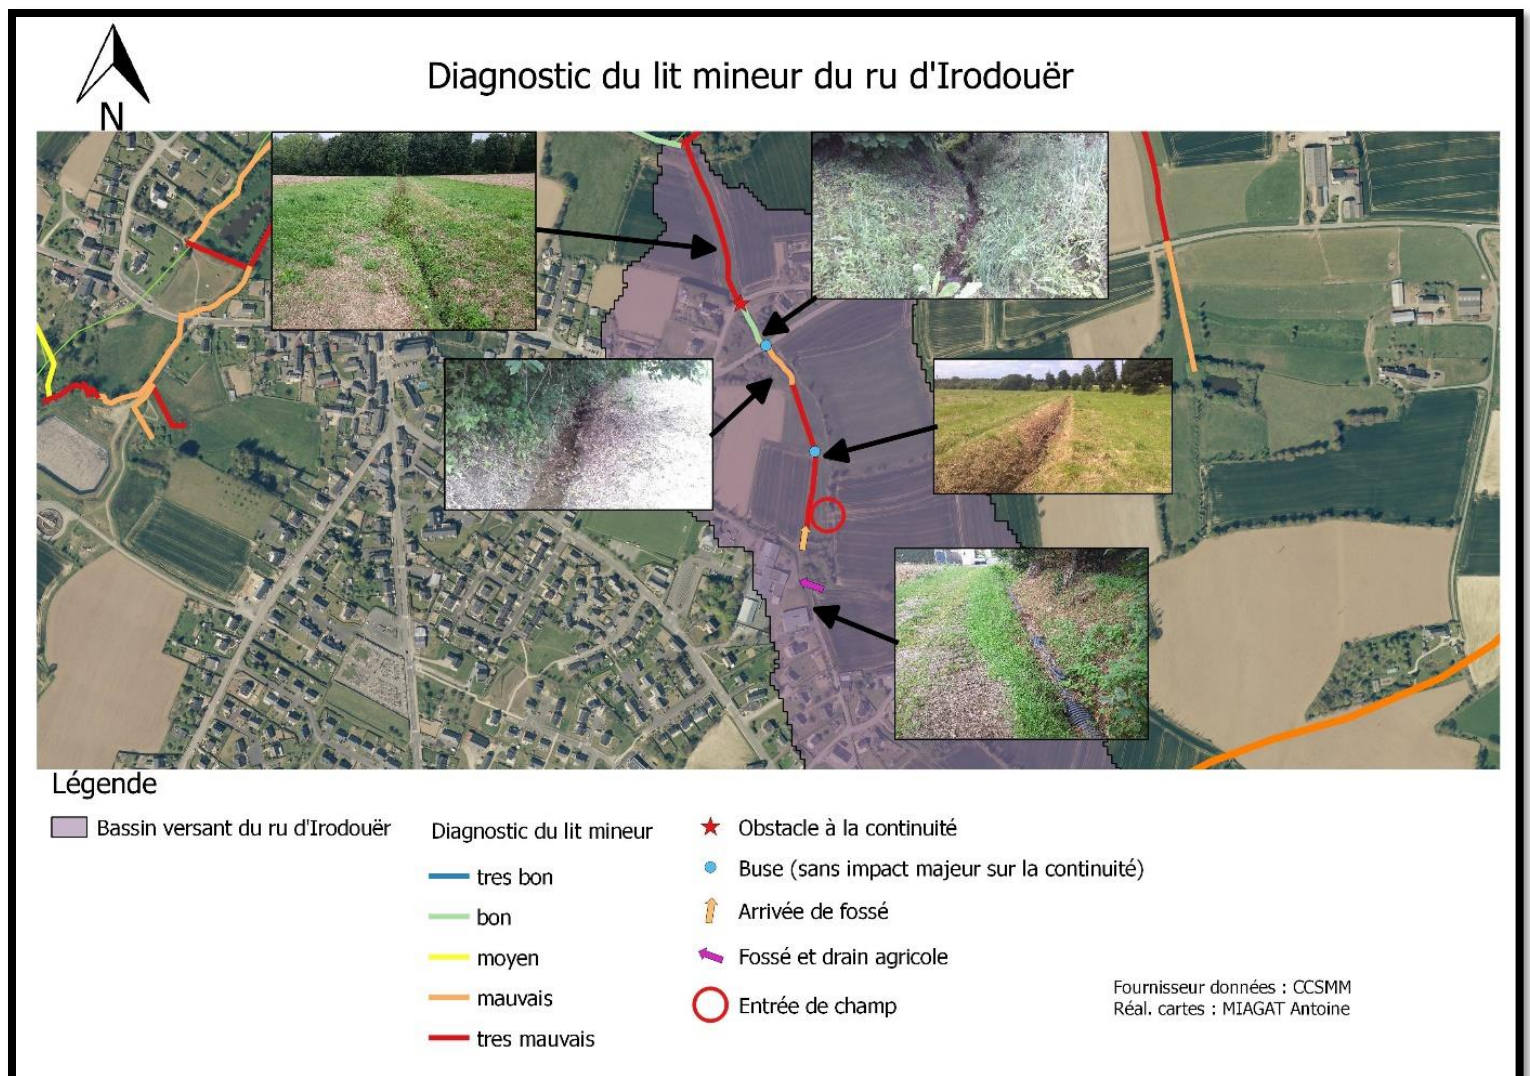 N
Diagnostic du lit mineur du ru d'Irodouër
Légende
Bassin versant du ru d'Irodouër
Diagnostic du lit mineur
tres bon
bon
moyen
mauvais
tres mauvais
Obstacle à la continuité
Buse (sans impact majeur sur la continuité)
Arrivée de fossé
Fossé et drain agricole
Entrée de champ
Fournisseur données : CCSMM
Réal. cartes : MIAGAT Antoine